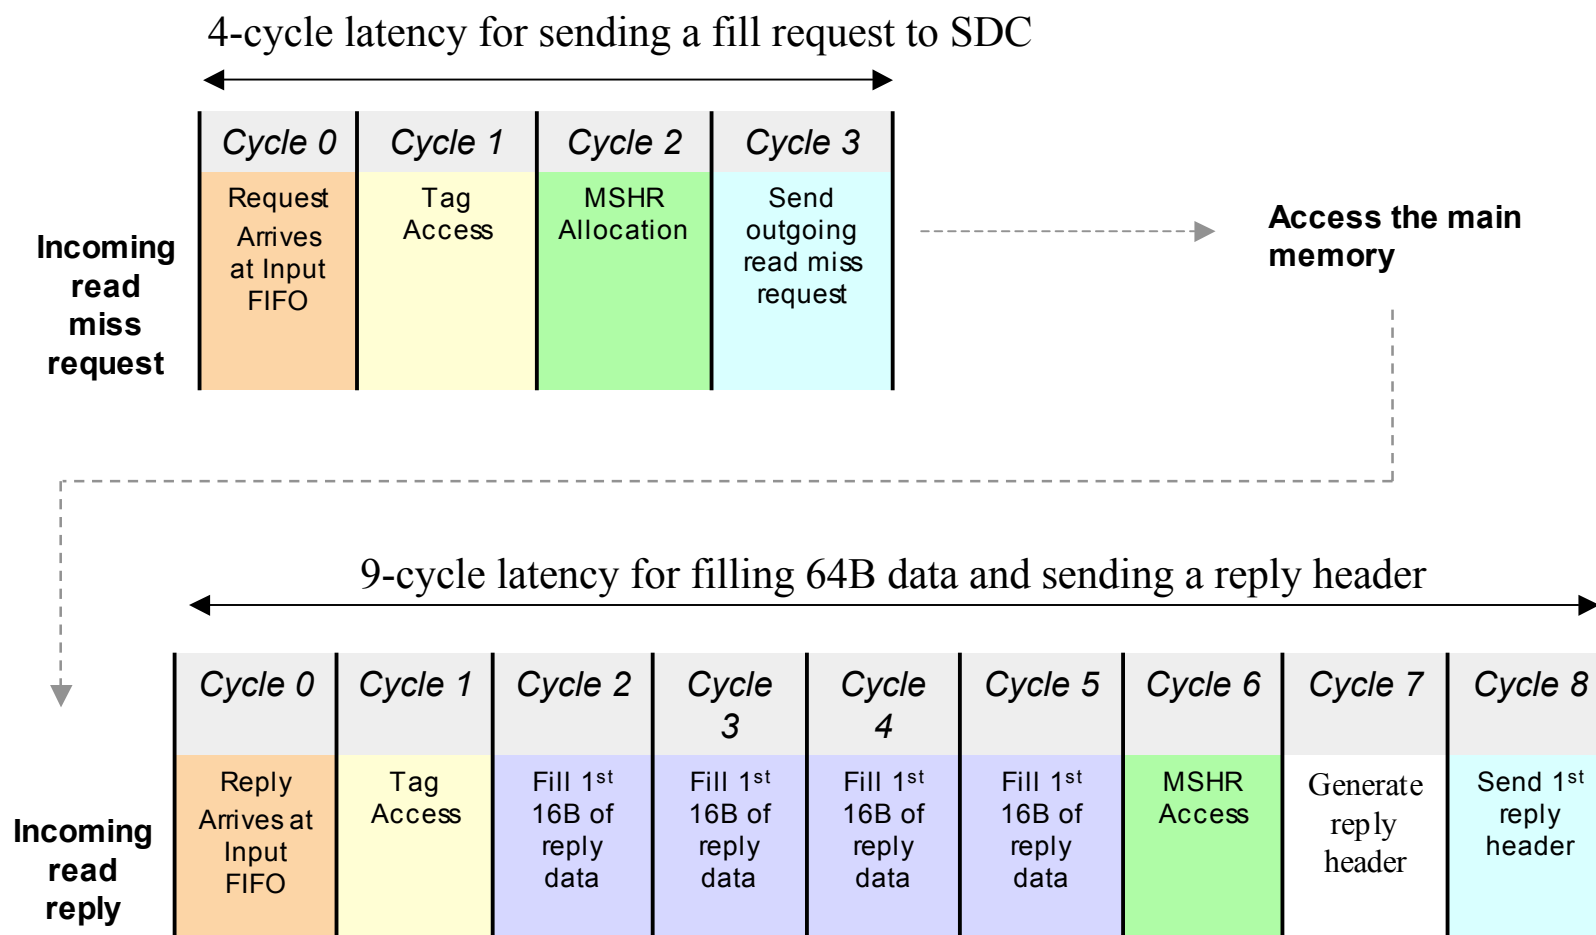 4-cycle latency for sending a fill request to SDC
Cycle 0 Cycle 1 Cycle 2 Cycle 3
Incoming
read
miss
request
Request
Arrives
at Input
FIFO
Tag
Access
MSHR
Allocation
Send
outgoing
read miss
request
Access the main
memory
9-cycle latency for filling 64B data and sending a reply header
Cycle 0 Cycle 1 Cycle 2 Cycle
3 Cycle
4 Cycle 5 Cycle 6 Cycle 7 Cycle 8
Incoming
read
reply
Reply
Arrives at
Input
FIFO
Tag
Access
Fill 1st
16B of
reply
data
Fill 1st
16B of
reply
data
Fill 1st
16B of
reply
data
Fill 1st
16B of
reply
data
MSHR
Access
Generate
reply
header
Send 1st
reply
header